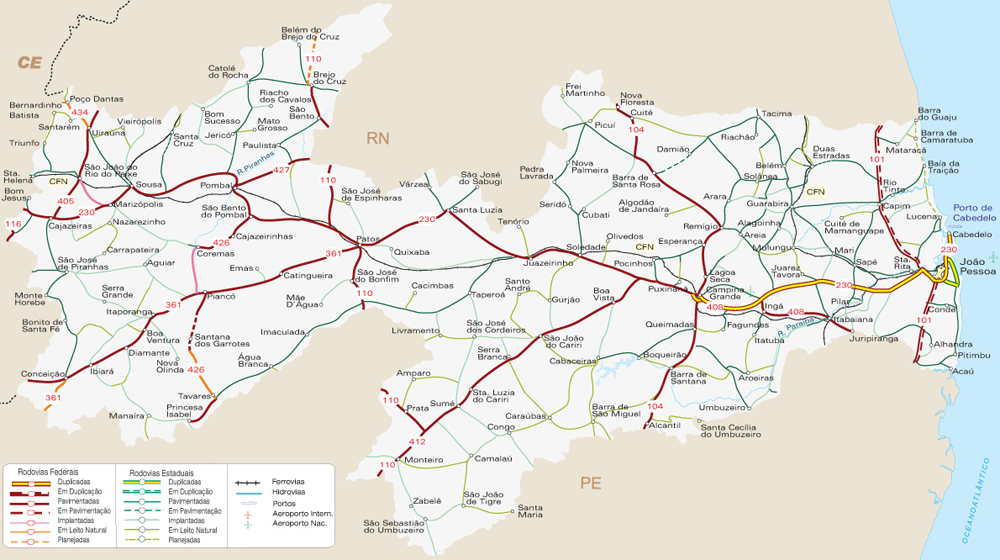 CE
RN
PE
Belém do
Brejo do Cruz
110
Brejo
do Cruz
Catolé
do Rocha
Riacho
dos Cavalos
São
Bento
Bom
Sucesso
Mato
Grosso
Jericó
Paulista
Bernardinho
Batista
Poço Dantas
434
Santarém
Uiraúna
Vieirópolis
Triunfo
Santa
Cruz
R.Piranhas
427
Sta.
Helena
CFN
São João do
Rio do Peixe
Sousa
Pombal
Bom
Jesus
405
230
Marizópolis
116
Cajazeiras
Nazarezinho
São Bento
do Pombal
110
São José
de Espinharas
Várzea
São José
do Sabugi
230
Santa Luzia
Cajazeirinhas
426
Coremas
Patos
Quixaba
Carrapateira
São José
de Piranhas
Aguiar
Emas
361
Catingueira
São José
do Bonfim
110
Serra
Grande
Monte
Horebe
Itaporanga
361
Piancó
Mãe
D'Água
Bonito de
Santa Fé
Boa
Ventura
Santana
dos Garrotes
Imaculada
Diamante
Nova
Olinda
Água
Branca
Conceição
Ibiará
426
361
Tavares
Manaíra
Princesa
Isabel
Frei
Martinho
Nova
Floresta
Cuité
Picuí
104
Damião
Tacima
Riachão
Pedra
Lavrada
Nova
Palmeira
Barra de
Santa Rosa
Belém
Solânea
Duas
Estradas
CFN
Seridó
Cubati
Algodão
de Jandaíra
Arara
Guarabira
Tenório
Olivedos
Remígio
Alagoinha
Areia
Cuité de
Mamanguape
Soledade
CFN
Esperança
Mulungu
Mari
Juazeirinho
Pocinhos
Lagoa
Seca
Juarez
Tavora
Sapé
Santo
André
Boa
Vista
Puxinanã
Campina
Grande
230
Cacimbas
Taperoá
Gurjão
408
Ingá
408
Pilar
Itabaiana
Livramento
São José
dos Cordeiros
São João
do Cariri
Queimadas
Fagundes
R. Paraíba
Itatuba
Juripiranga
Serra
Branca
Cabaceiras
Boqueirão
Barra de
Santana
Aroeiras
Amparo
110
Prata
Sumé
Sta. Luzia
do Cariri
Caraúbas
Barra de
São Miguel
104
Alcantil
Umbuzeiro
Santa Cecília
do Umbuzeiro
412
Congo
110
Monteiro
Camalaú
Zabelê
São João
de Tigre
Santa
Maria
São Sebastião
do Umbuzeiro
Barra
do Guaju
Barra de
Camaratuba
101
Mataracá
Baía da
Traição
Rio
Tinto
Capim
Lucena
Porto de
Cabedelo
Cabedelo
230
João
Pessoa
Sta
Rita
Conde
101
Alhandra
Pitimbu
Acaú
OCEANOATLÂNTICO
Rodovias Federais
Duplicadas
Em Duplicação
Pavimentadas
Em Pavimentação
Implantadas
Em Leito Natural
Planejadas
Rodovias Estaduais
Duplicadas
Em Duplicação
Pavimentadas
Em Pavimentação
Implantadas
Em Leito Natural
Planejadas
Ferrovias
Hidrovias
Portos
Aeroporto Intern.
Aeroporto Nac.